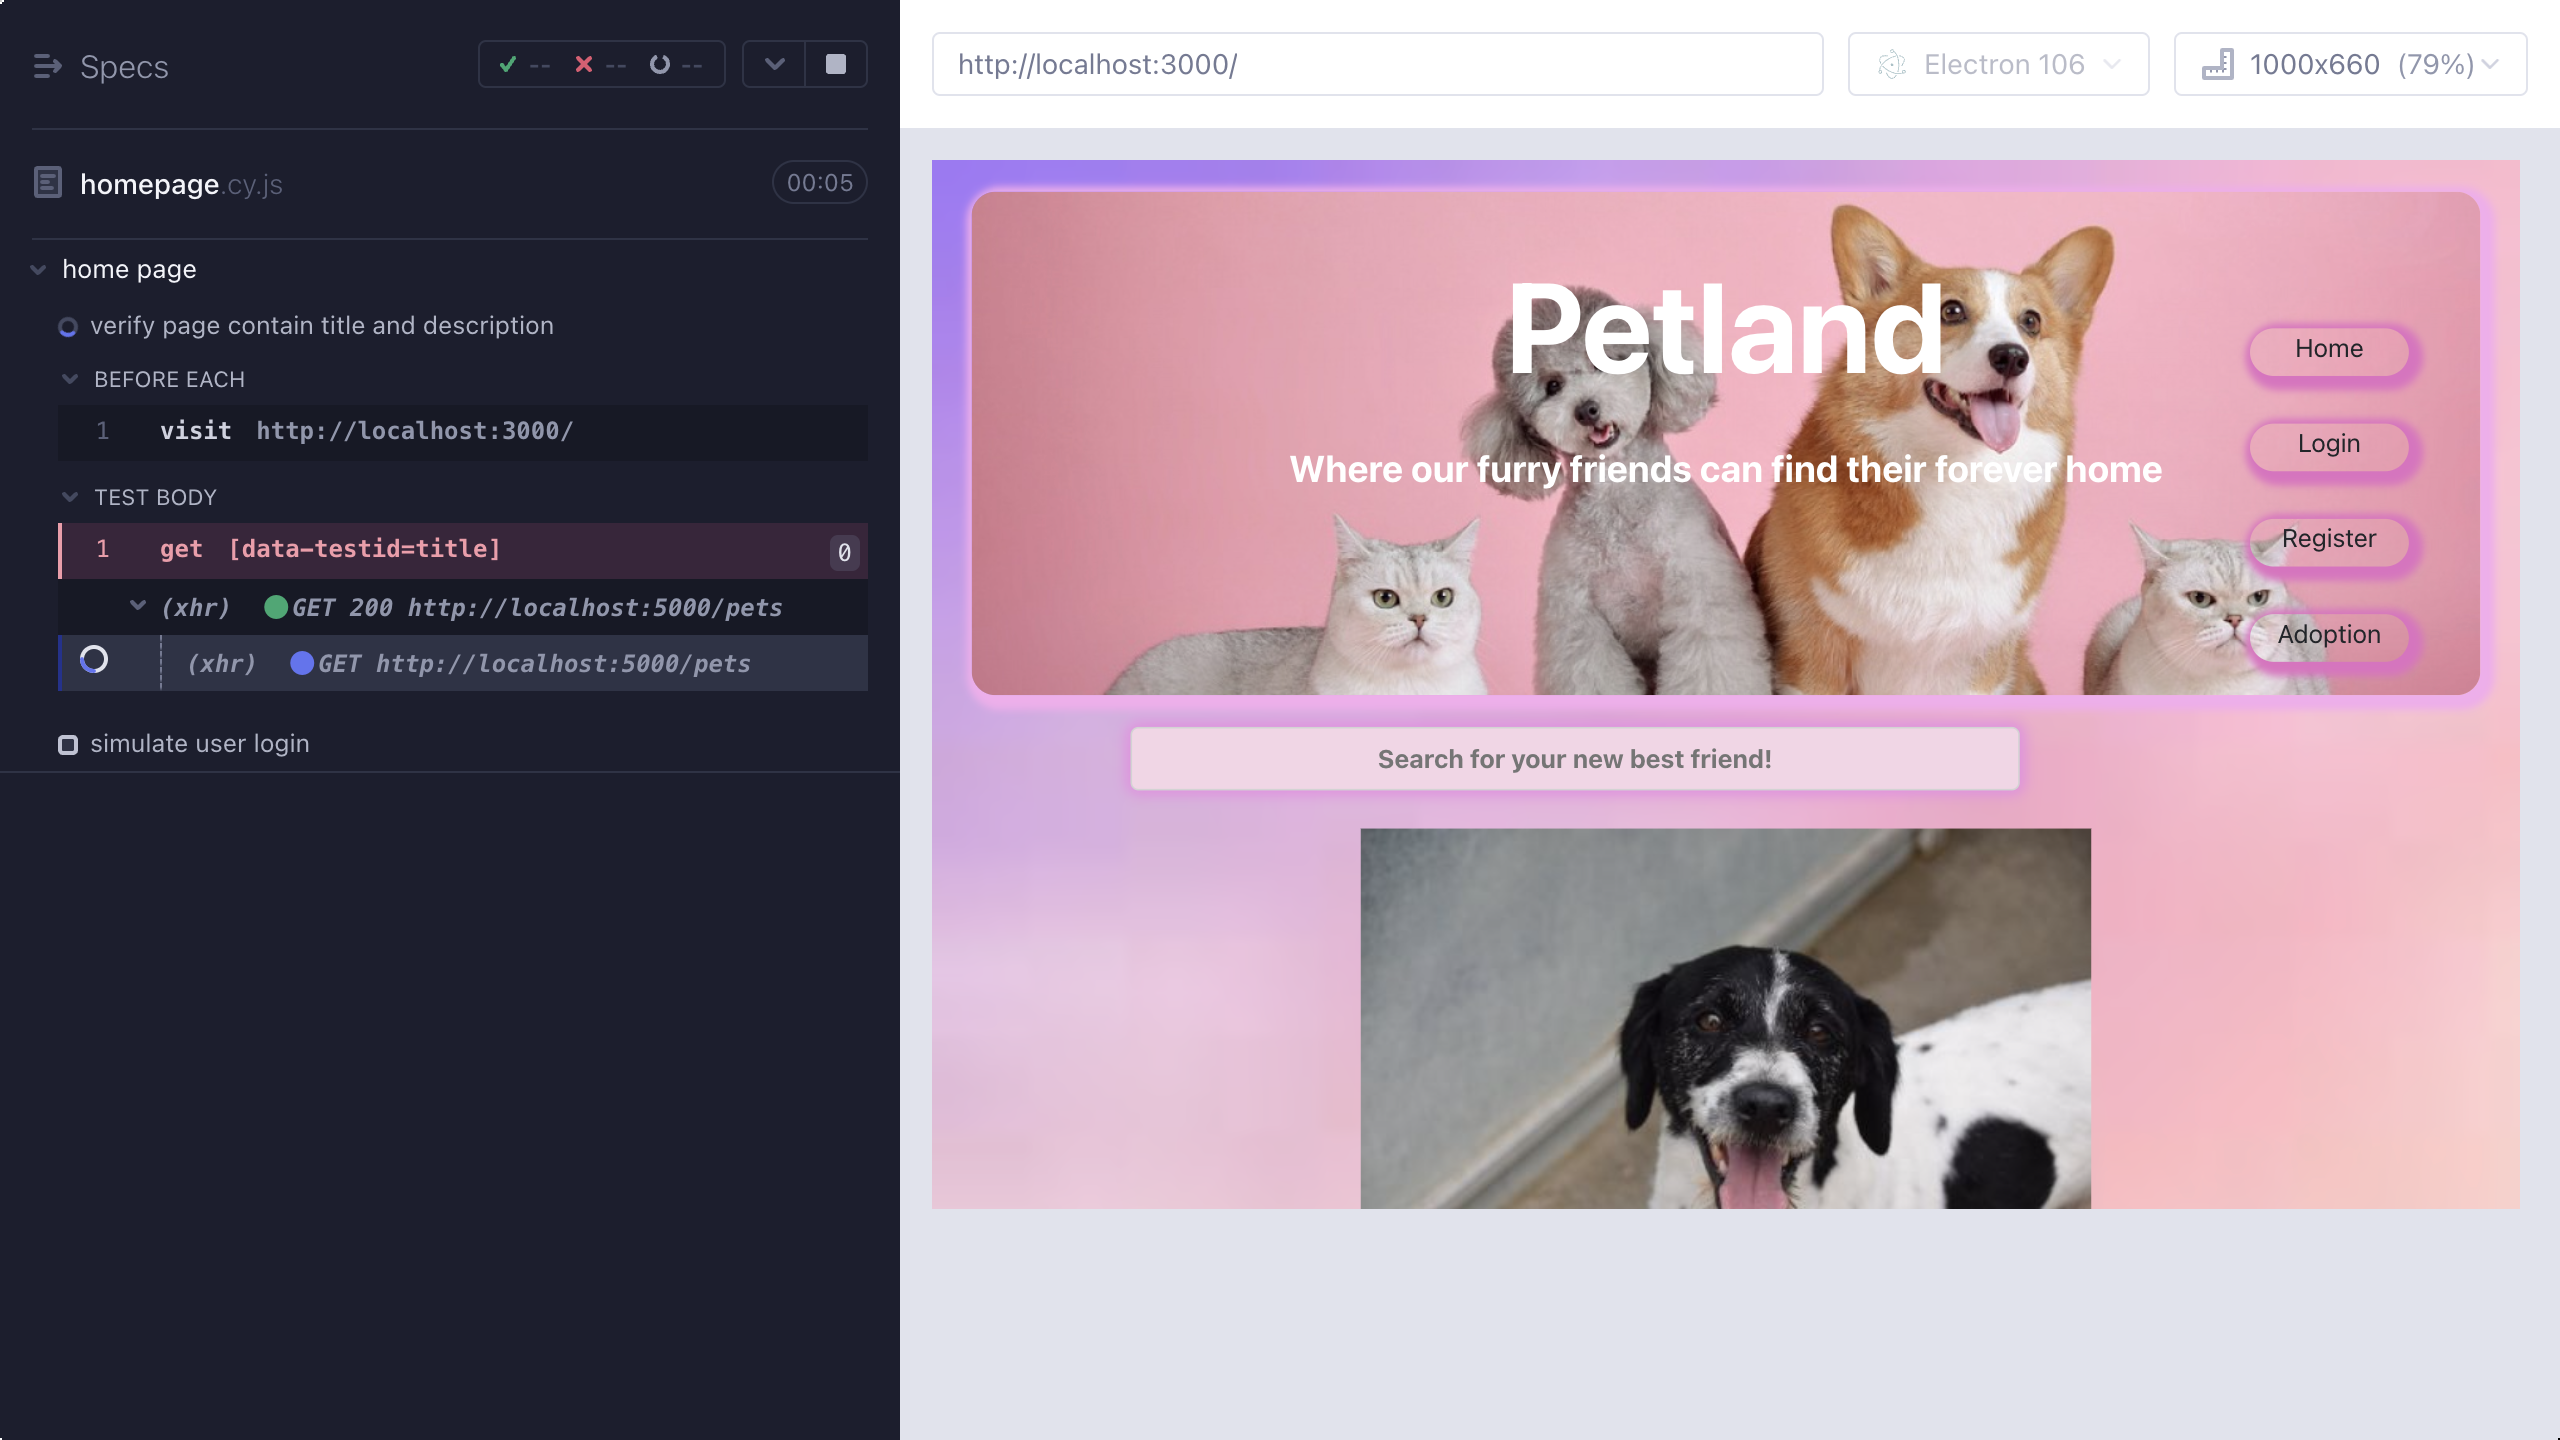 Specs
-- -- --
homepage.cy.js
00:05
home page
verify page contain title and description
BEFORE EACH
1 visit http://localhost:3000/
TEST BODY
1 get [data-testid=title] 0
(xhr) GET 200 http://localhost:5000/pets
(xhr) GET http://localhost:5000/pets
simulate user login
http://localhost:3000/
Electron 106
1000x660 (79%)
Petland
Where our furry friends can find their forever home
Home
Login
Register
Adoption
Search for your new best friend!